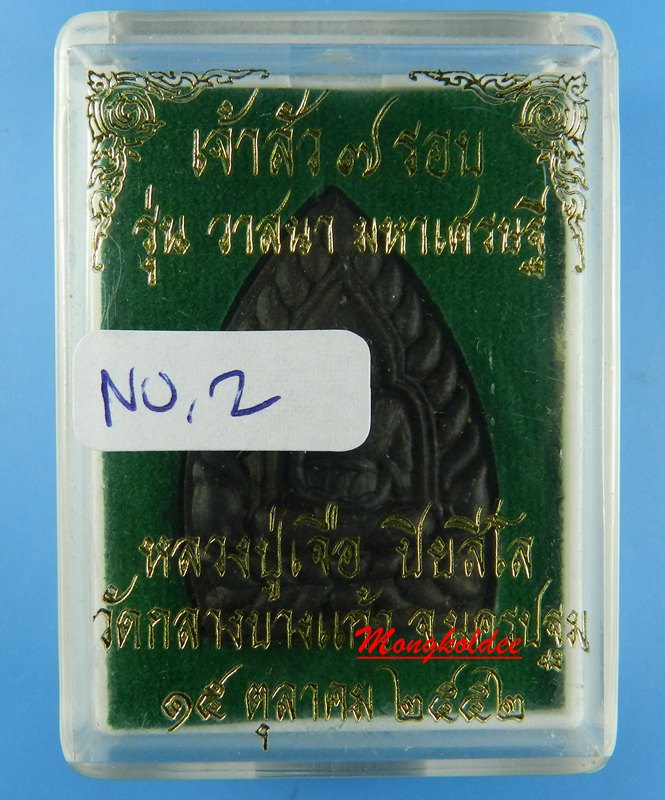 เจ้าสัว ๗ รอบ
รุ่น วาสนา มหาเศรษฐี
NO. 2
หลวงปู่เจือ ปิยสีโล
วัดกลางบางแก้ว จ.นครปฐม
Mongkoldee
๑๕ ตุลาคม ๒๕๕๒